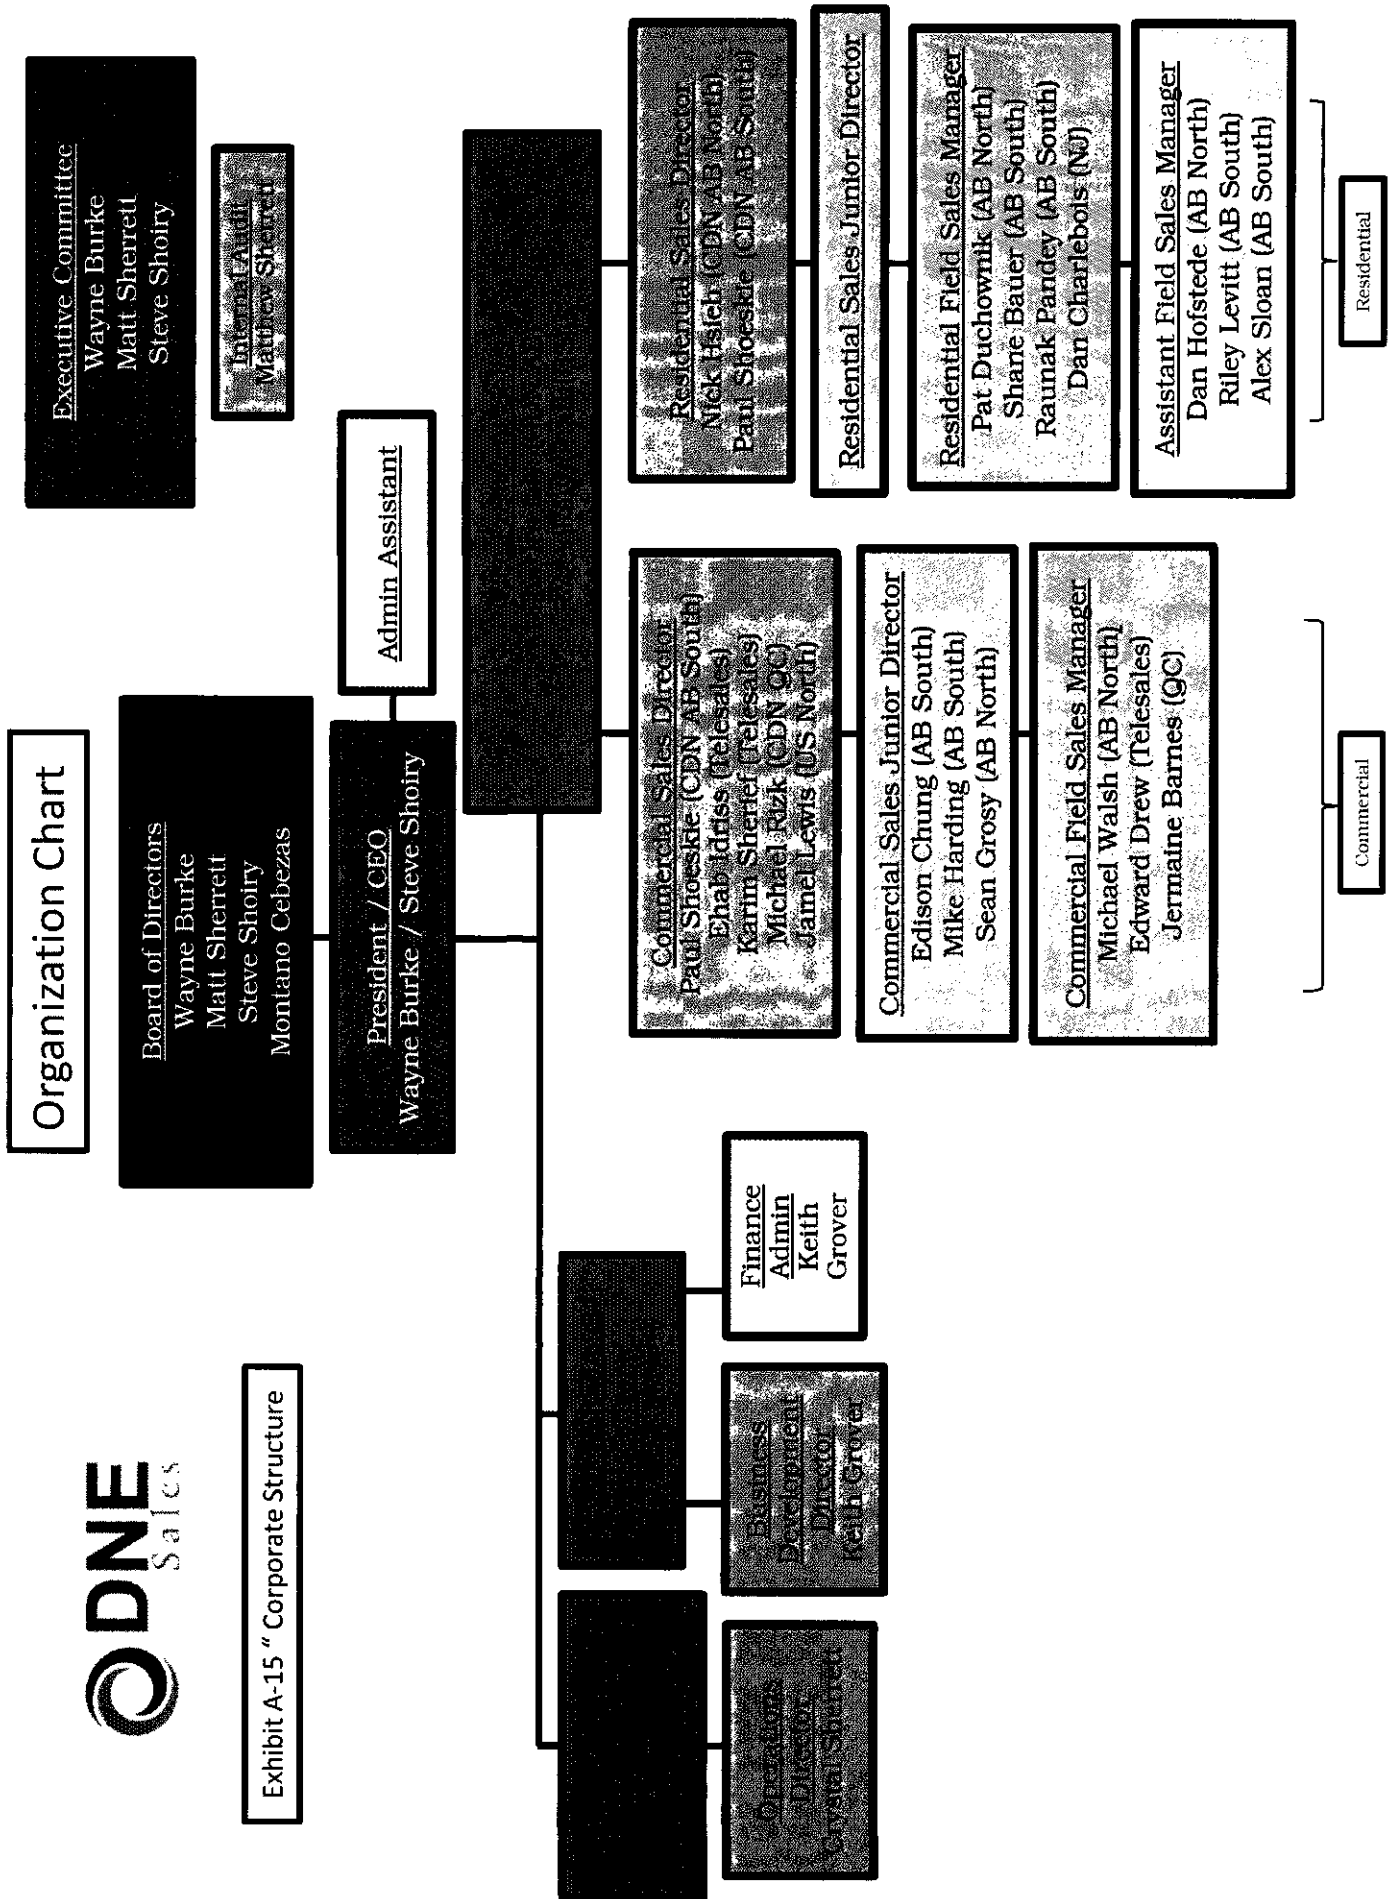 DNE
Sales
Exhibit A-15 “ Corporate Structure
Organization Chart
Board of Directors
Wayne Burke
Matt Sherrett
Steve Shoiry
Montano Cebezas
Executive Committee
Wayne Burke
Matt Sherrett
Steve Shoiry
Internal Audit
Matthew Sherrett
President / CEO
Wayne Burke / Steve Shoiry
Admin Assistant
Operations
Director
Crystal Sherrett
Business
Development
Director
Keith Grover
Finance
Admin
Keith
Grover
Commercial Sales Director
Paul Shoeskie (CDN AB South)
Ehab Idriss (Telesales)
Karim Sherief (Telesales)
Michael Rizk (CDN QC)
Jamel Lewis (US North)
Commercial Sales Junior Director
Edison Chung (AB South)
Mike Harding (AB South)
Sean Grosy (AB North)
Commercial Field Sales Manager
Michael Walsh (AB North)
Edward Drew (Telesales)
Jermaine Barnes (QC)
Commercial
Residential Sales Director
Nick Hsieh (CDN AB North)
Paul Shoeskie (CDN AB South)
Residential Sales Junior Director
Residential Field Sales Manager
Pat Duchownik (AB North)
Shane Bauer (AB South)
Raunak Pandey (AB South)
Dan Charlebois (NJ)
Assistant Field Sales Manager
Dan Hofstede (AB North)
Riley Levitt (AB South)
Alex Sloan (AB South)
Residential